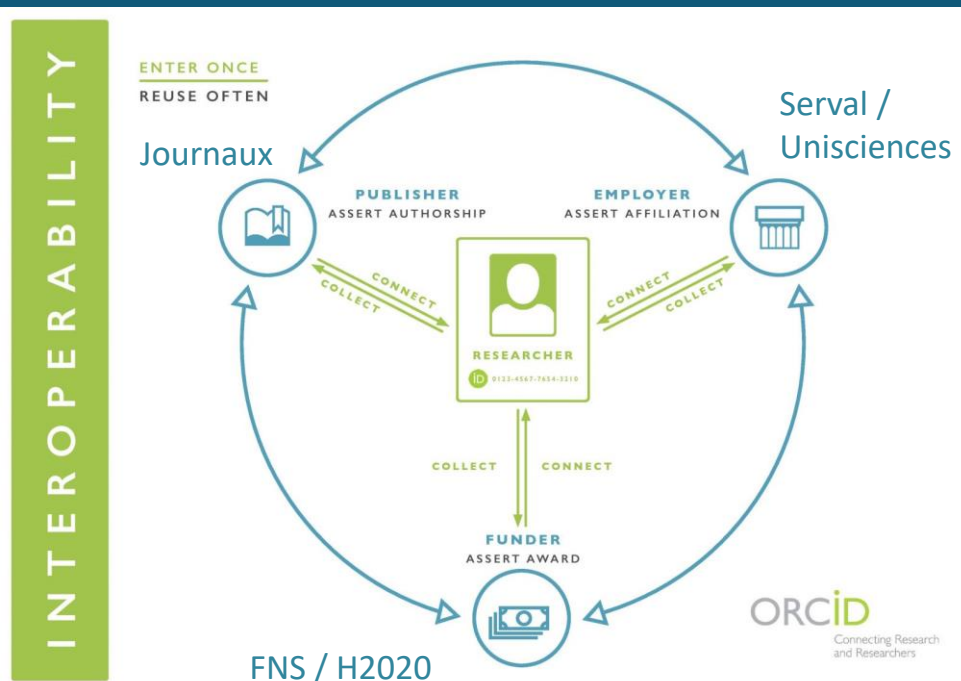 INTEROPERABILITY
ENTER ONCE
REUSE OFTEN
Journaux
Serval /
Unisciences
PUBLISHER
ASSERT AUTHORSHIP
EMPLOYER
ASSERT AFFILIATION
CONNECT
COLLECT
CONNECT
COLLECT
RESEARCHER
iD 0123-4567-7654-3210
COLLECT
CONNECT
FUNDER
ASSERT AWARD
FNS / H2020
ORCID
Connecting Research
and Researchers